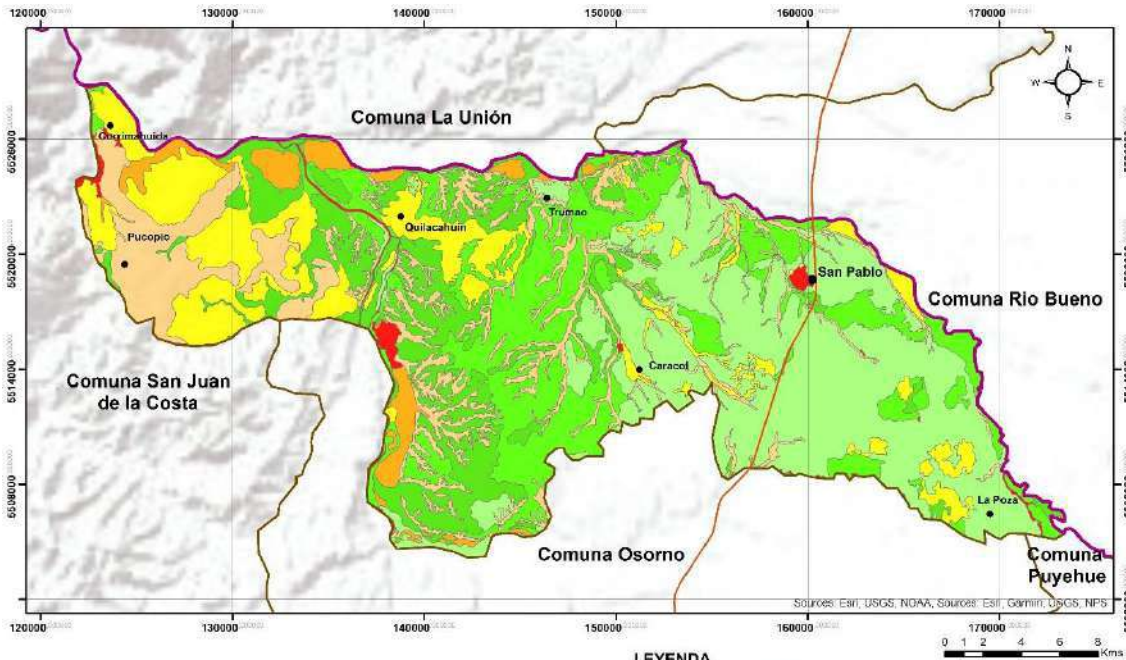 120000 130000 140000 150000 160000 170000
N
W E
S
Comuna La Unión
5526000
Trumao
Quilacahuin
Pucopio
5520000
San Pablo
Comuna Rio Bueno
Comuna San Juan
de la Costa
5514000
Caracol
5508000
La Poza
Comuna Osorno
Comuna
Puyehue
Sources: Esri, USGS, NOAA, Sources: Esri, Garmin, USGS, NPS
120000 130000 140000 150000 160000 170000
LEYENDA
0 1 2 4 6 8
Kms